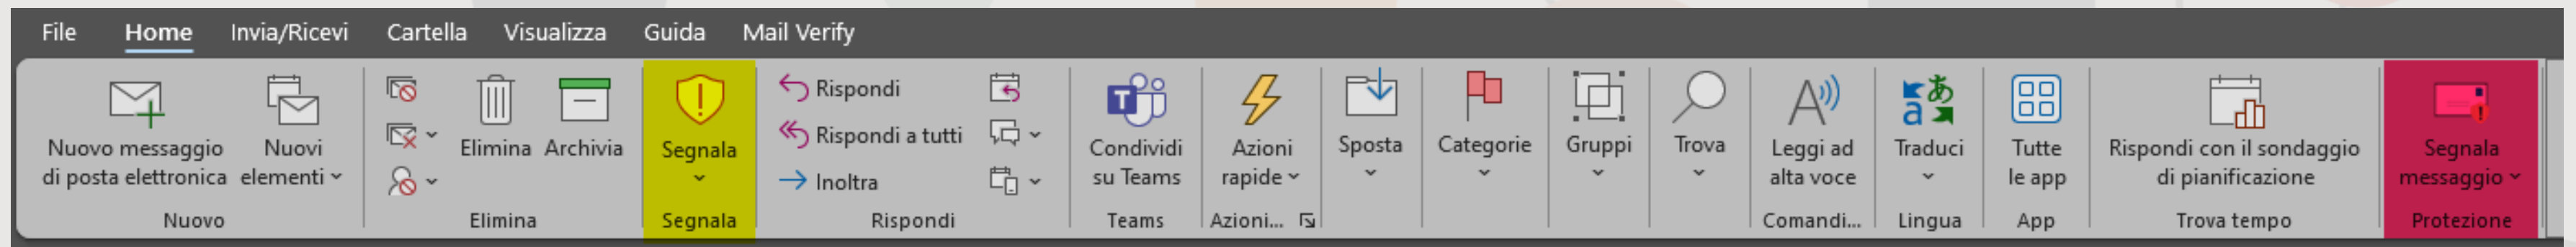 File Home Invia/Ricevi Cartella Visualizza Guida Mail Verify
Nuovo messaggio
di posta elettronica
Nuovi
elementi
Nuovo
Elimina
Archivia
Elimina
Segnala
Segnala
Rispondi
Rispondi a tutti
Inoltra
Rispondi
Condividi
su Teams
Teams
Azioni
rapide
Azioni...
Sposta
Categorie
Gruppi
Trova
Leggi ad
alta voce
Comandi...
Traduci
Lingua
Tutte
le app
App
Rispondi con il sondaggio
di pianificazione
Trova tempo
Segnala
messaggio
Protezione